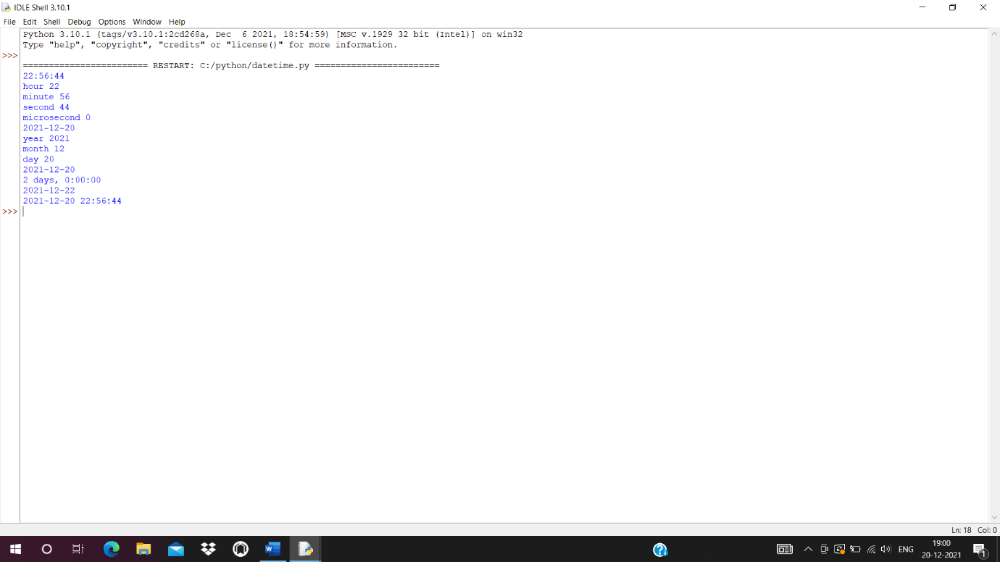 IDLE Shell 3.10.1
File Edit Shell Debug Options Window Help
Python 3.10.1 (tags/v3.10.1:2cd268a, Dec  6 2021, 18:54:59) [MSC v.1929 32 bit (Intel)] on win32
Type "help", "copyright", "credits" or "license()" for more information.
>>>
======================== RESTART: C:/python/datetime.py ========================
22:56:44
hour 22
minute 56
second 44
microsecond 0
2021-12-20
year 2021
month 12
day 20
2021-12-20
2 days, 0:00:00
2021-12-22
2021-12-20 22:56:44
>>>
Ln: 18 Col: 0
ENG
19:00
20-12-2021
1